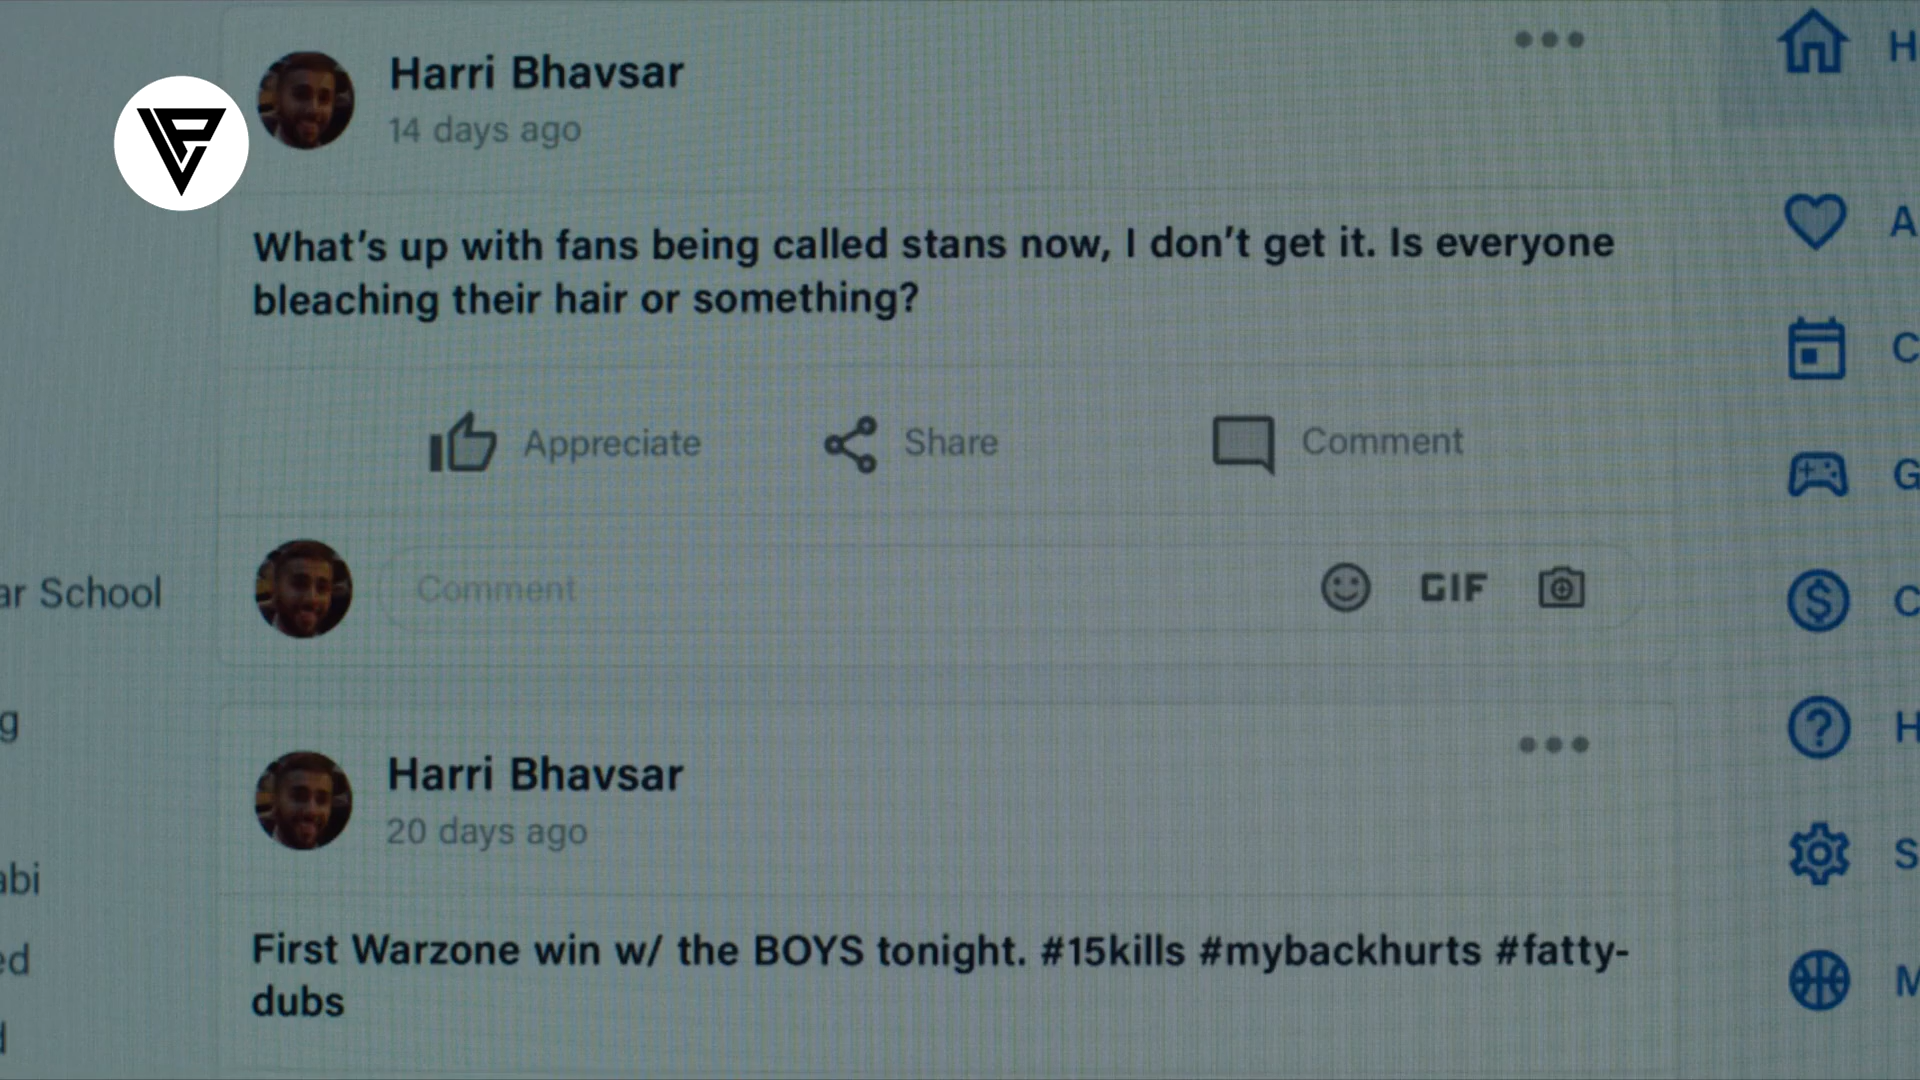 Harri Bhavsar
14 days ago
What's up with fans being called stans now, I don't get it. Is everyone
bleaching their hair or something?
Appreciate
Share
Comment
Comment
GIF
Harri Bhavsar
20 days ago
First Warzone win w/ the BOYS tonight. #15kills #mybackhurts #fatty-
dubs
ar School
g
abi
ed
H
A
C
G
C
H
S
M